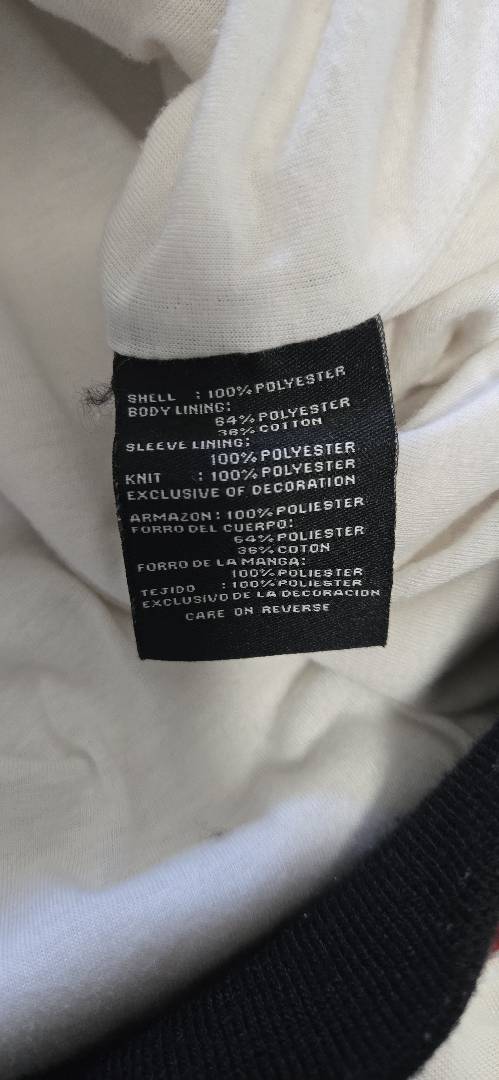 SHELL : 100% POLYESTER
BODY LINING:
64% POLYESTER
36% COTTON
SLEEVE LINING:
100% POLYESTER
KNIT : 100% POLYESTER
EXCLUSIVE OF DECORATION
ARMAZON: 100% POLIESTER
FORRO DEL CUERPO:
64% POLIESTER
36% COTON
FORRO DE LA MANGA:
100% POLIESTER
TEJIDO : 100% POLIESTER
EXCLUSIVO DE LA DECORACION
CARE ON REVERSE